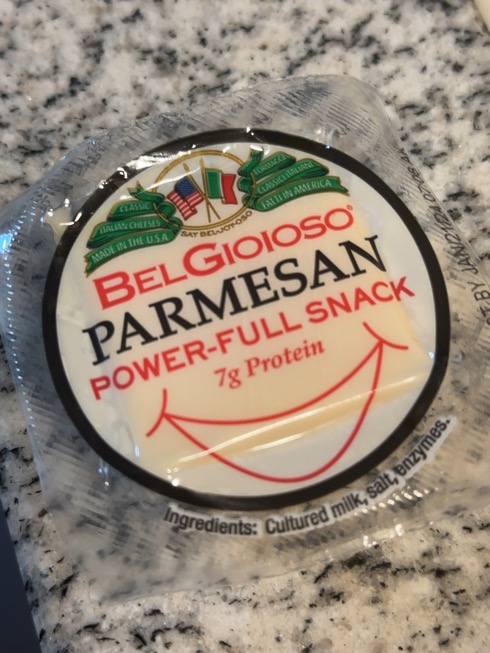 CLASSIC
ITALIAN CHEESES
MADE IN THE U.S.A.
FORMAGGI
CLASSICI ITALIANI
FATTI IN AMERICA
SAY BEL-JOY-OSO
BELGIOIOSO®
PARMESAN
POWER-FULL SNACK
7g Protein
Ingredients: Cultured milk, salt, enzymes.